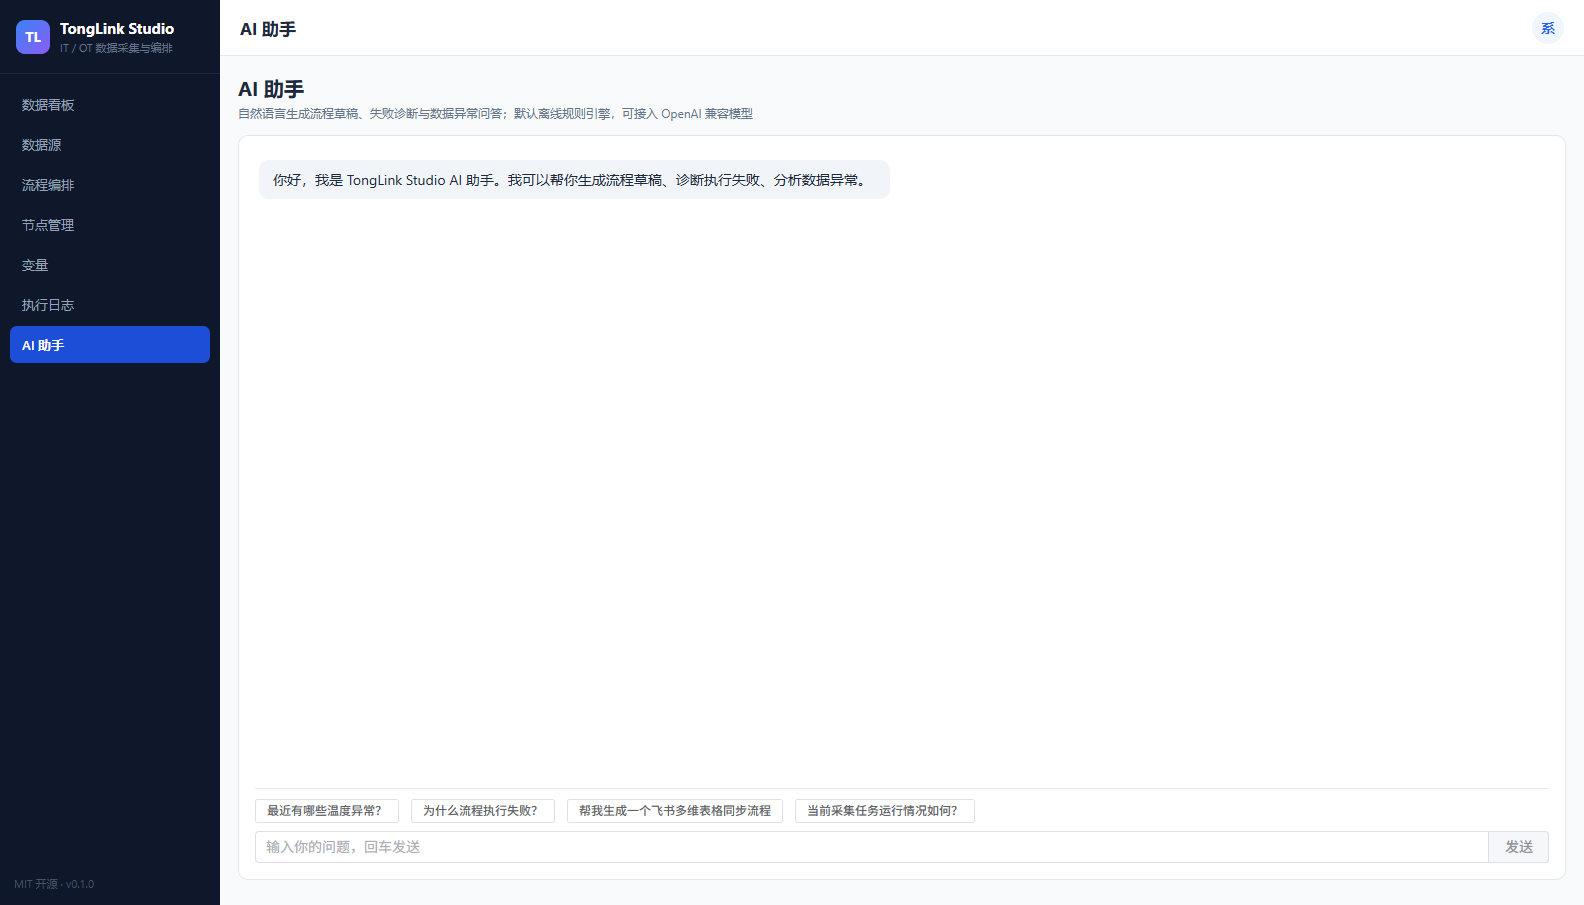 TL
TongLink Studio
IT / OT 数据采集与编排
数据看板
数据源
流程编排
节点管理
变量
执行日志
AI 助手
MIT 开源 · v0.1.0
AI 助手
系
AI 助手
自然语言生成流程草稿、失败诊断与数据异常问答；默认离线规则引擎，可接入 OpenAI 兼容模型
你好，我是 TongLink Studio AI 助手。我可以帮你生成流程草稿、诊断执行失败、分析数据异常。
最近有哪些温度异常？
为什么流程执行失败？
帮我生成一个飞书多维表格同步流程
当前采集任务运行情况如何？
输入你的问题，回车发送
发送